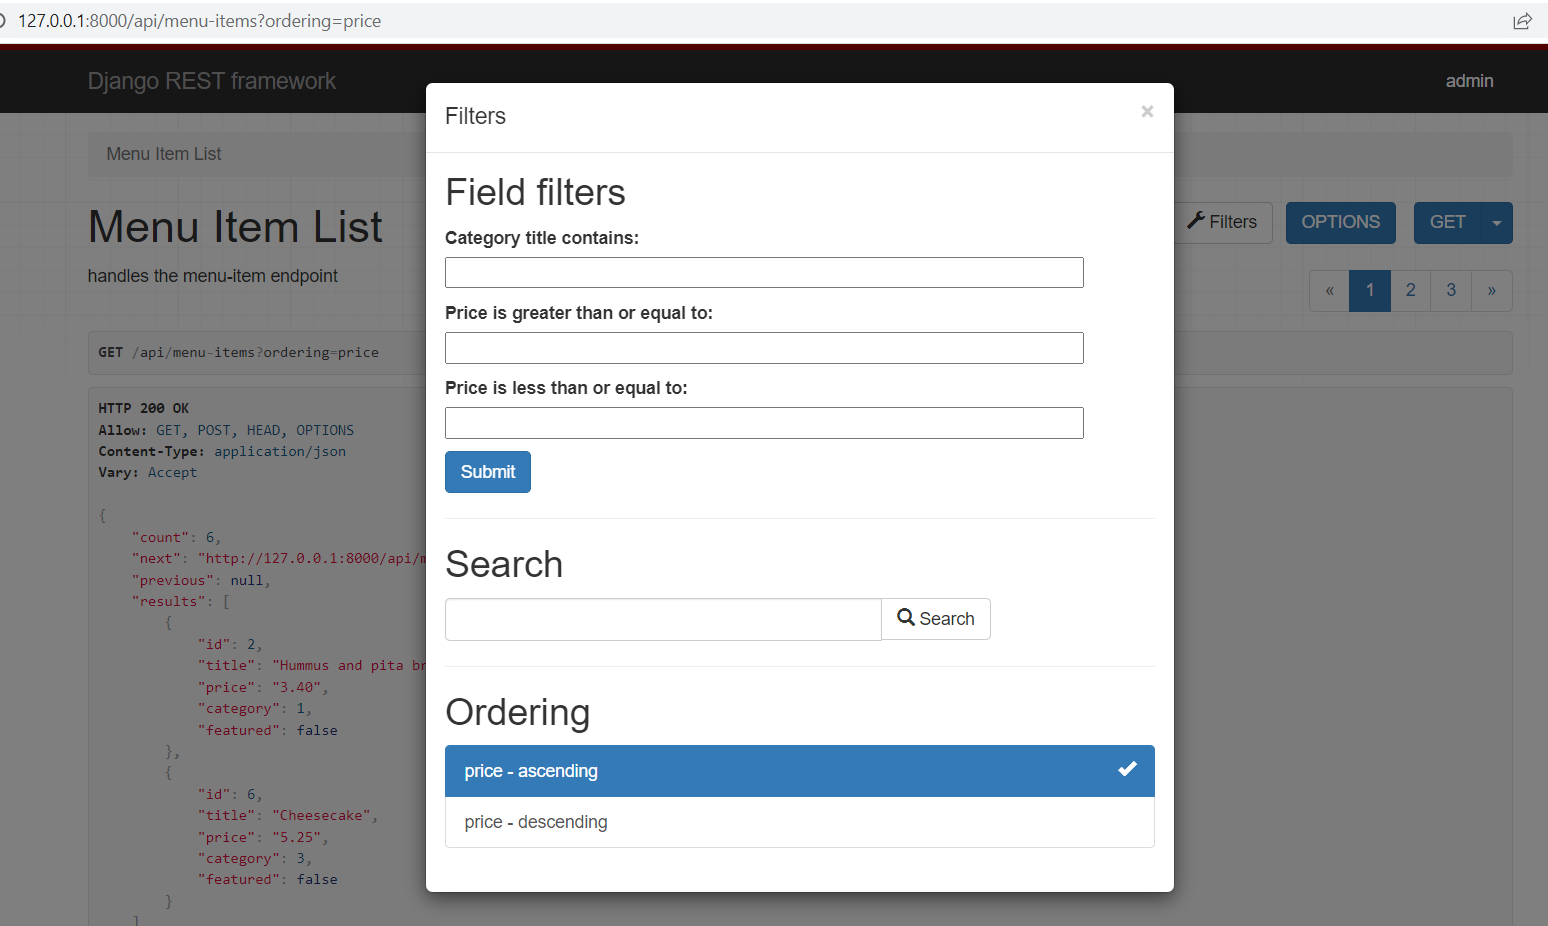 127.0.0.1:8000/api/menu-items?ordering=price
Django REST framework
admin
Menu Item List
Menu Item List
Filters
OPTIONS
GET
handles the menu-item endpoint
«
1
2
3
»
GET /api/menu-items?ordering=price
HTTP 200 OK
Allow: GET, POST, HEAD, OPTIONS
Content-Type: application/json
Vary: Accept
{
"count": 6,
"next": "http://127.0.0.1:8000/api/m
"previous": null,
"results": [
{
"id": 2,
"title": "Hummus and pita br
"price": "3.40",
"category": 1,
"featured": false
},
{
"id": 6,
"title": "Cheesecake",
"price": "5.25",
"category": 3,
"featured": false
}
]
Filters
×
Field filters
Category title contains:
Price is greater than or equal to:
Price is less than or equal to:
Submit
Search
Search
Ordering
price - ascending
price - descending